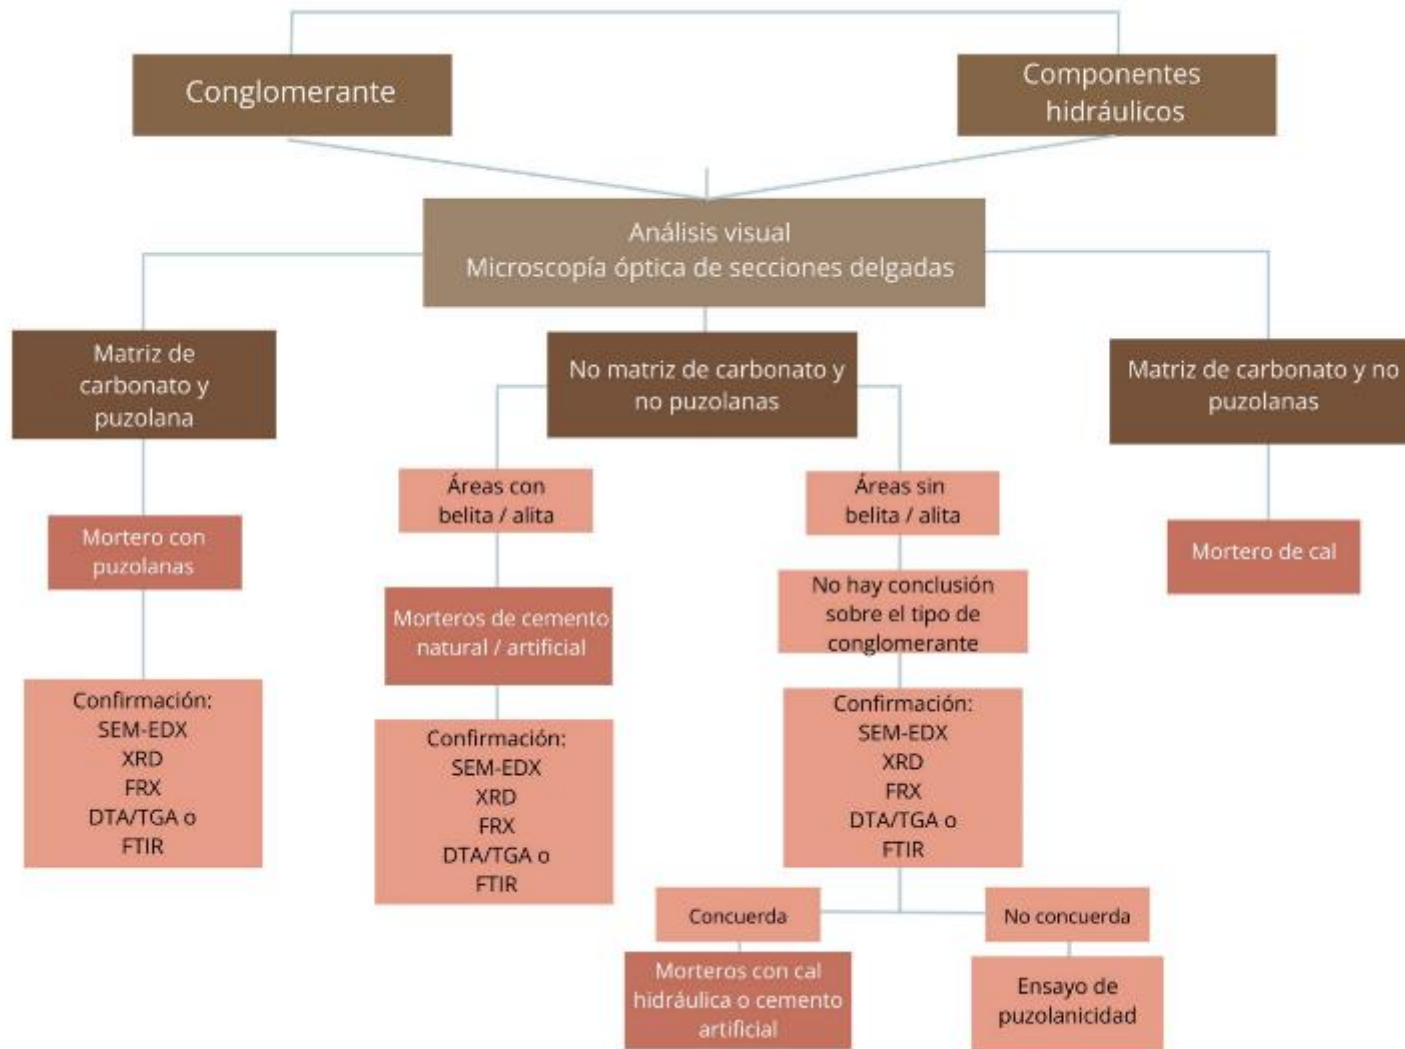 Conglomerante
Componentes
hidráulicos
Análisis visual
Microscopía óptica de secciones delgadas
Matriz de
carbonato y
puzolana
No matriz de carbonato y
no puzolanas
Matriz de carbonato y no
puzolanas
Mortero con
puzolanas
Áreas con
belita / alita
Áreas sin
belita / alita
Mortero de cal
Morteros de cemento
natural / artificial
No hay conclusión
sobre el tipo de
conglomerante
Confirmación:
SEM-EDX
XRD
FRX
DTA/TGA o
FTIR
Confirmación:
SEM-EDX
XRD
FRX
DTA/TGA o
FTIR
Confirmación:
SEM-EDX
XRD
FRX
DTA/TGA o
FTIR
Concuerda
No concuerda
Morteros con cal
hidráulica o cemento
artificial
Ensayo de
puzolanicidad